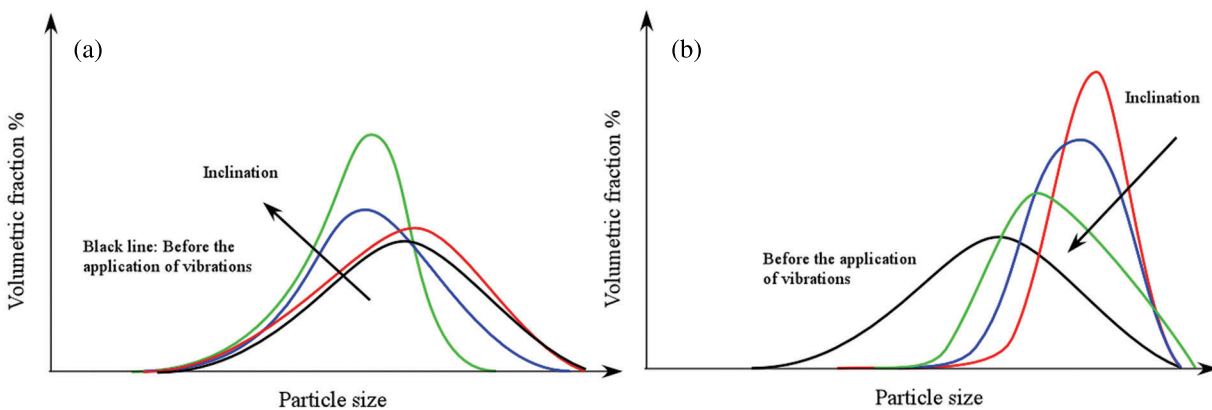 (a)
Inclination
Black line: Before the
application of vibrations
Volumetric fraction %
Particle size
(b)
Inclination
Before the application
of vibrations
Volumetric fraction %
Particle size